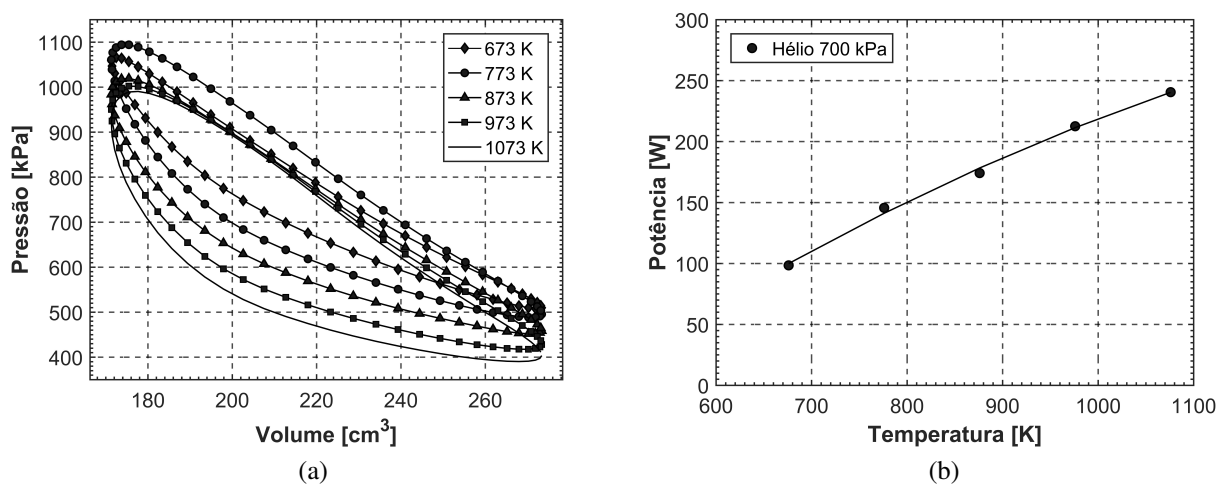 1100
1000
900
800
700
600
500
400
Pressão [kPa]
673 K
773 K
873 K
973 K
1073 K
180 200 220 240 260
Volume [cm³]
(a)
300
250
200
150
100
50
0
Potência [W]
Hélio 700 kPa
600 700 800 900 1000 1100
Temperatura [K]
(b)